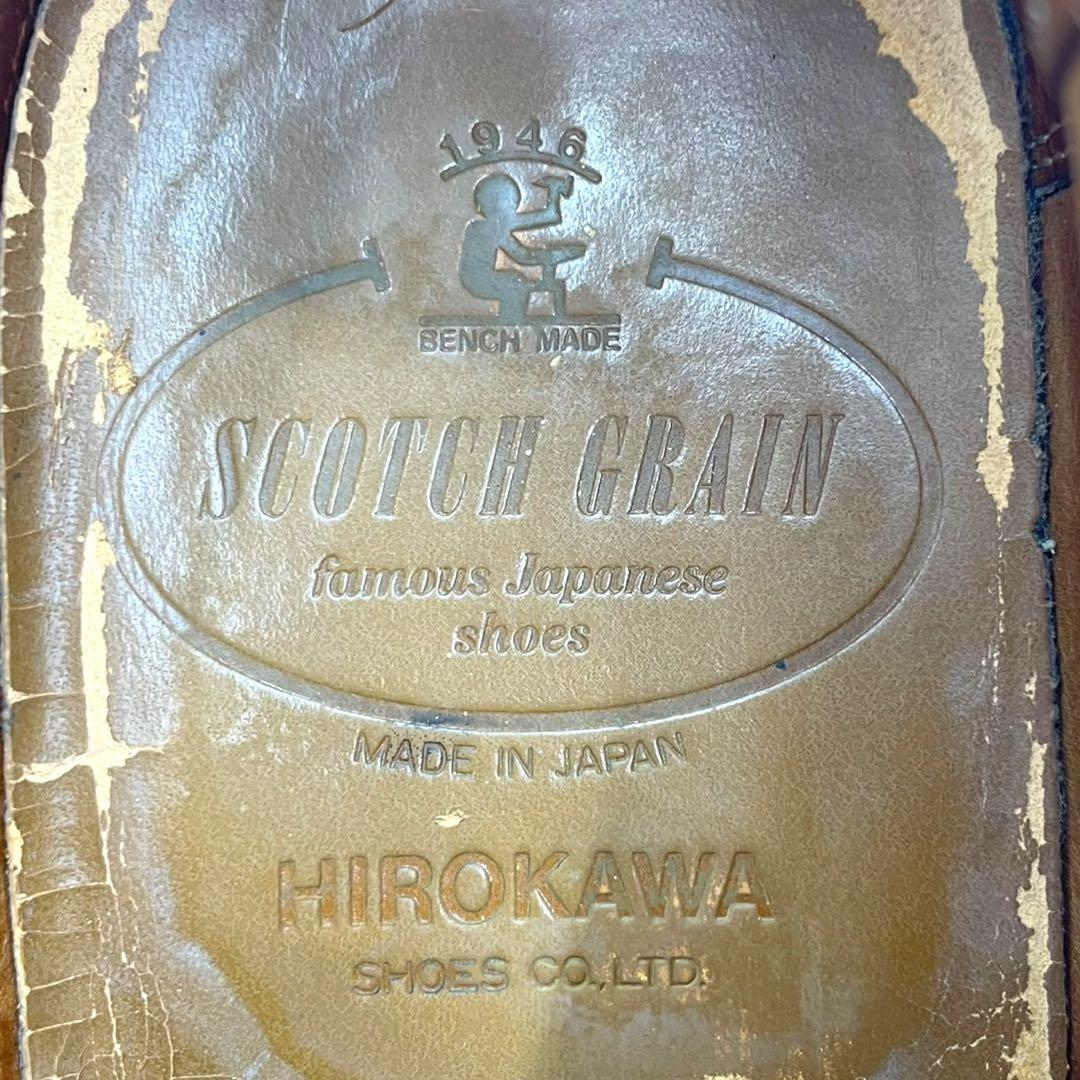 1946
BENCH MADE
SCOTCH GRAIN
famous Japanese
shoes
MADE IN JAPAN
HIROKAWA
SHOES CO.,LTD.